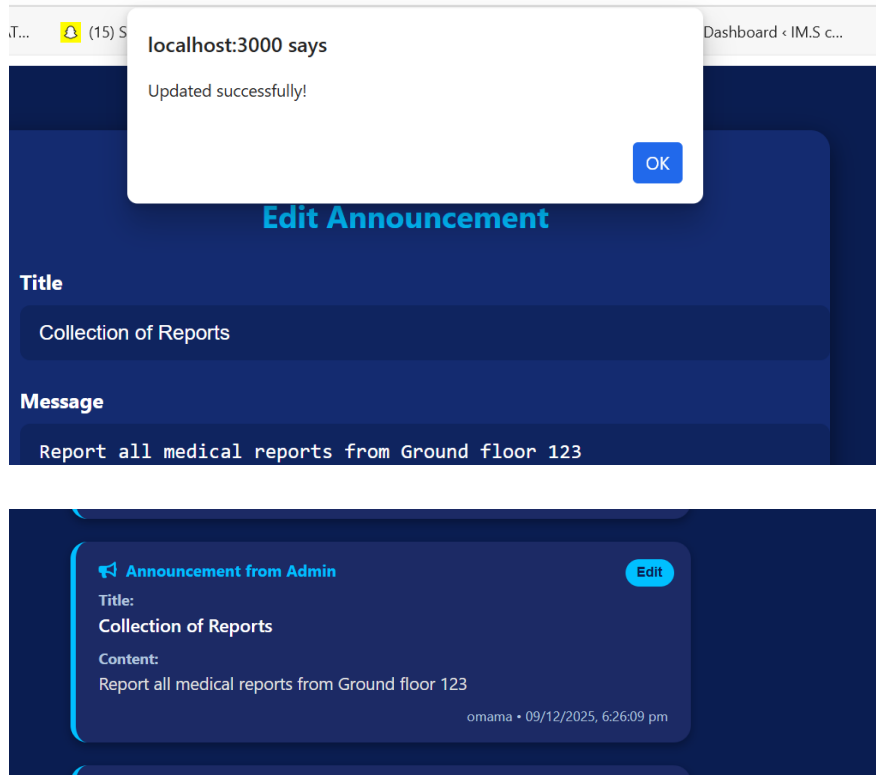 T...
(15) S
Dashboard ‹ IM.S c...
localhost:3000 says
Updated successfully!
OK
Edit Announcement
Title
Collection of Reports
Message
Report all medical reports from Ground floor 123
Announcement from Admin
Edit
Title:
Collection of Reports
Content:
Report all medical reports from Ground floor 123
omama • 09/12/2025, 6:26:09 pm